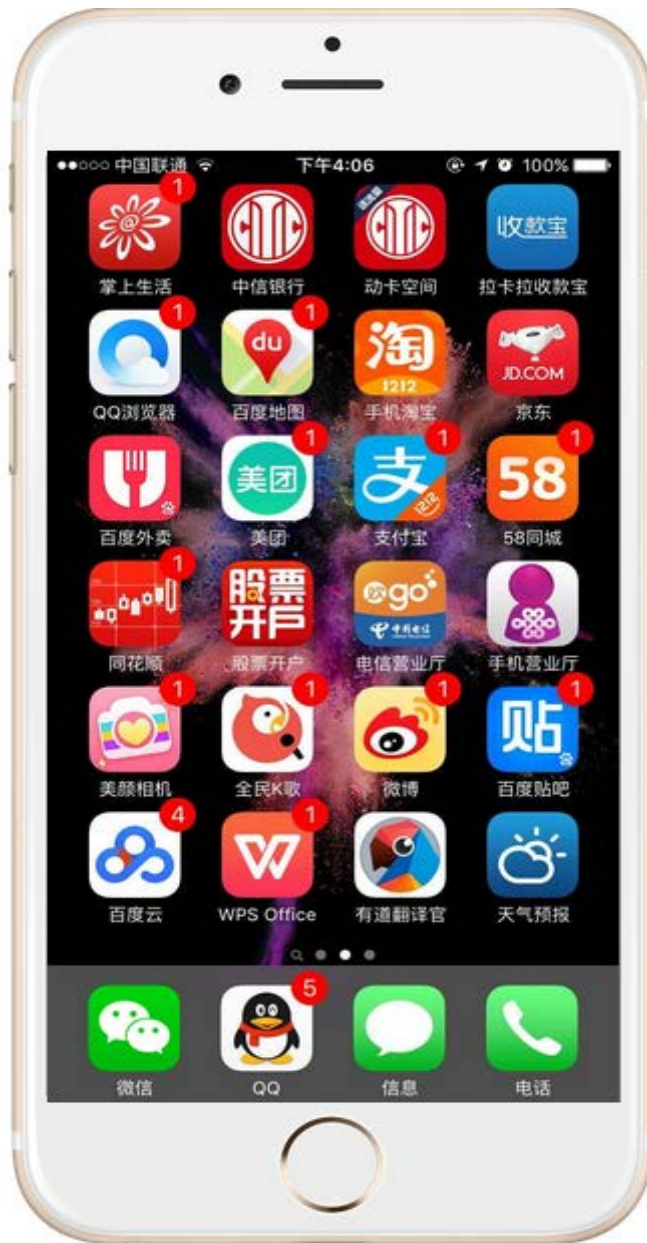 中国联通 下午4:06 100%
1
收款宝
掌上生活 中信银行 动卡空间 拉卡拉收款宝
1 1
du 淘 1212 JD.COM
QQ浏览器 百度地图 手机淘宝 京东
1 1 1
美团 支 1212 58
百度外卖 美团 支付宝 58同城
1
股票开户 go 中国电信
同花顺 股票开户 电信营业厅 手机营业厅
1 1 1 1
贴
美颜相机 全民K歌 微博 百度贴吧
4 1
W
百度云 WPS Office 有道翻译官 天气预报
5
微信 QQ 信息 电话